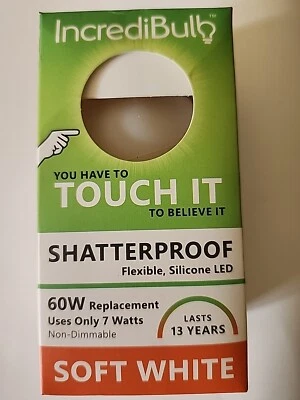 IncrediBulb™
YOU HAVE TO
TOUCH IT
TO BELIEVE IT
SHATTERPROOF
Flexible, Silicone LED
60W Replacement
Uses Only 7 Watts
Non-Dimmable
LASTS
13 YEARS
SOFT WHITE